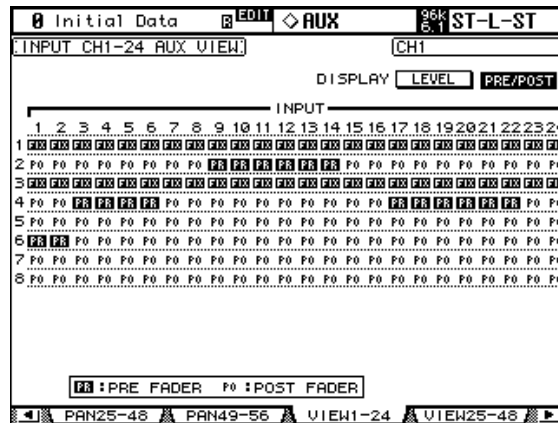 0 Initial Data R EDIT ◇AUX 96k 6.1 ST-L-ST
INPUT CH1-24 AUX VIEW CH1
DISPLAY LEVEL PRE/POST
INPUT
1 2 3 4 5 6 7 8 9 10 11 12 13 14 15 16 17 18 19 20 21 22 23 24
1 FIX FIX FIX FIX FIX FIX FIX FIX FIX FIX FIX FIX FIX FIX FIX FIX FIX FIX FIX FIX FIX FIX FIX FIX
2 PO PO PO PO PO PO PO PO PR PR PR PR PR PR PO PO PO PO PO PO PO PO PO PO
3 FIX FIX FIX FIX FIX FIX FIX FIX FIX FIX FIX FIX FIX FIX FIX FIX FIX FIX FIX FIX FIX FIX FIX FIX
4 PO PO PR PR PR PR PO PO PO PO PO PO PO PO PO PO PR PR PR PR PR PR PO PO
5 PO PO PO PO PO PO PO PO PO PO PO PO PO PO PO PO PO PO PO PO PO PO PO PO
6 PR PR PO PO PO PO PO PO PO PO PO PO PO PO PO PO PO PO PO PO PO PO PO PO
7 PO PO PO PO PO PO PO PO PO PO PO PO PO PO PO PO PO PO PO PO PO PO PO PO
8 PO PO PO PO PO PO PO PO PO PO PO PO PO PO PO PO PO PO PO PO PO PO PO PO
PR :PRE FADER PO :POST FADER
PAN25-48 PAN49-56 VIEW1-24 VIEW25-48